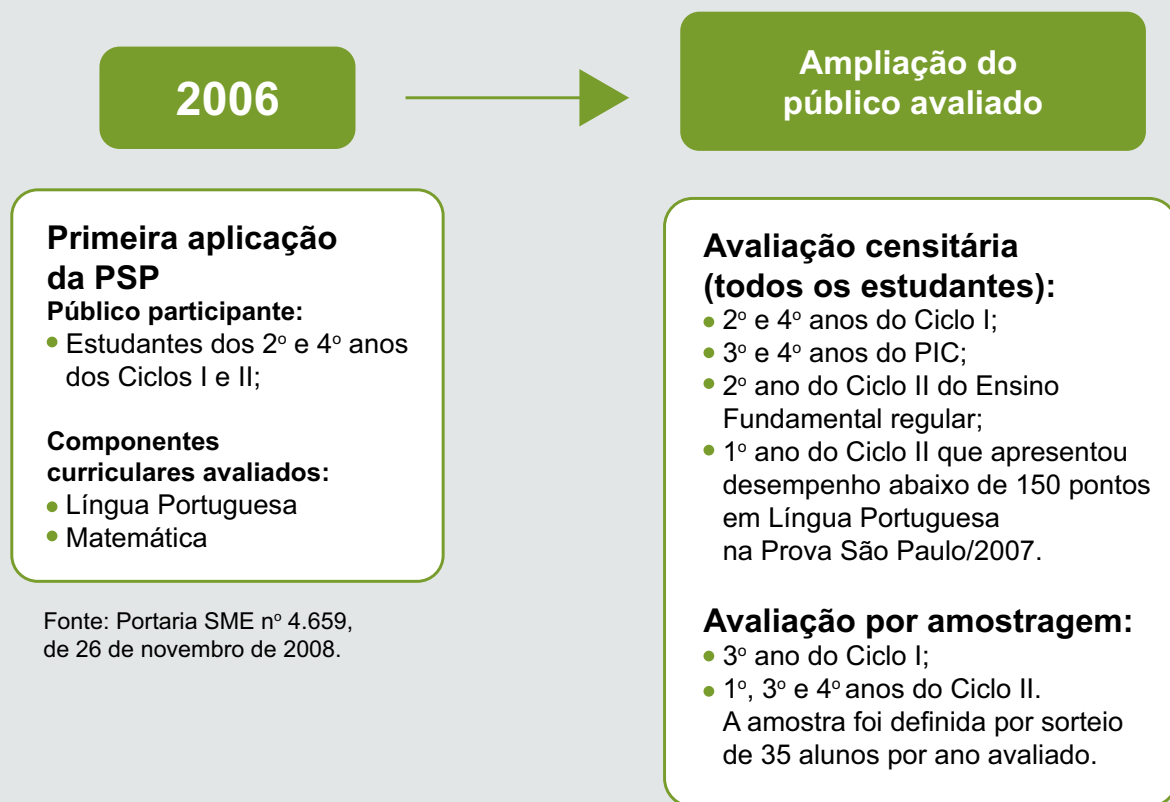 2006
Primeira aplicação
da PSP
Público participante:
• Estudantes dos 2º e 4º anos
dos Ciclos I e II;
Componentes
curriculares avaliados:
• Língua Portuguesa
• Matemática
Fonte: Portaria SME nº 4.659,
de 26 de novembro de 2008.
Ampliação do
público avaliado
Avaliação censitária
(todos os estudantes):
• 2º e 4º anos do Ciclo I;
• 3º e 4º anos do PIC;
• 2º ano do Ciclo II do Ensino
Fundamental regular;
• 1º ano do Ciclo II que apresentou
desempenho abaixo de 150 pontos
em Língua Portuguesa
na Prova São Paulo/2007.
Avaliação por amostragem:
• 3º ano do Ciclo I;
• 1º, 3º e 4º anos do Ciclo II.
A amostra foi definida por sorteio
de 35 alunos por ano avaliado.